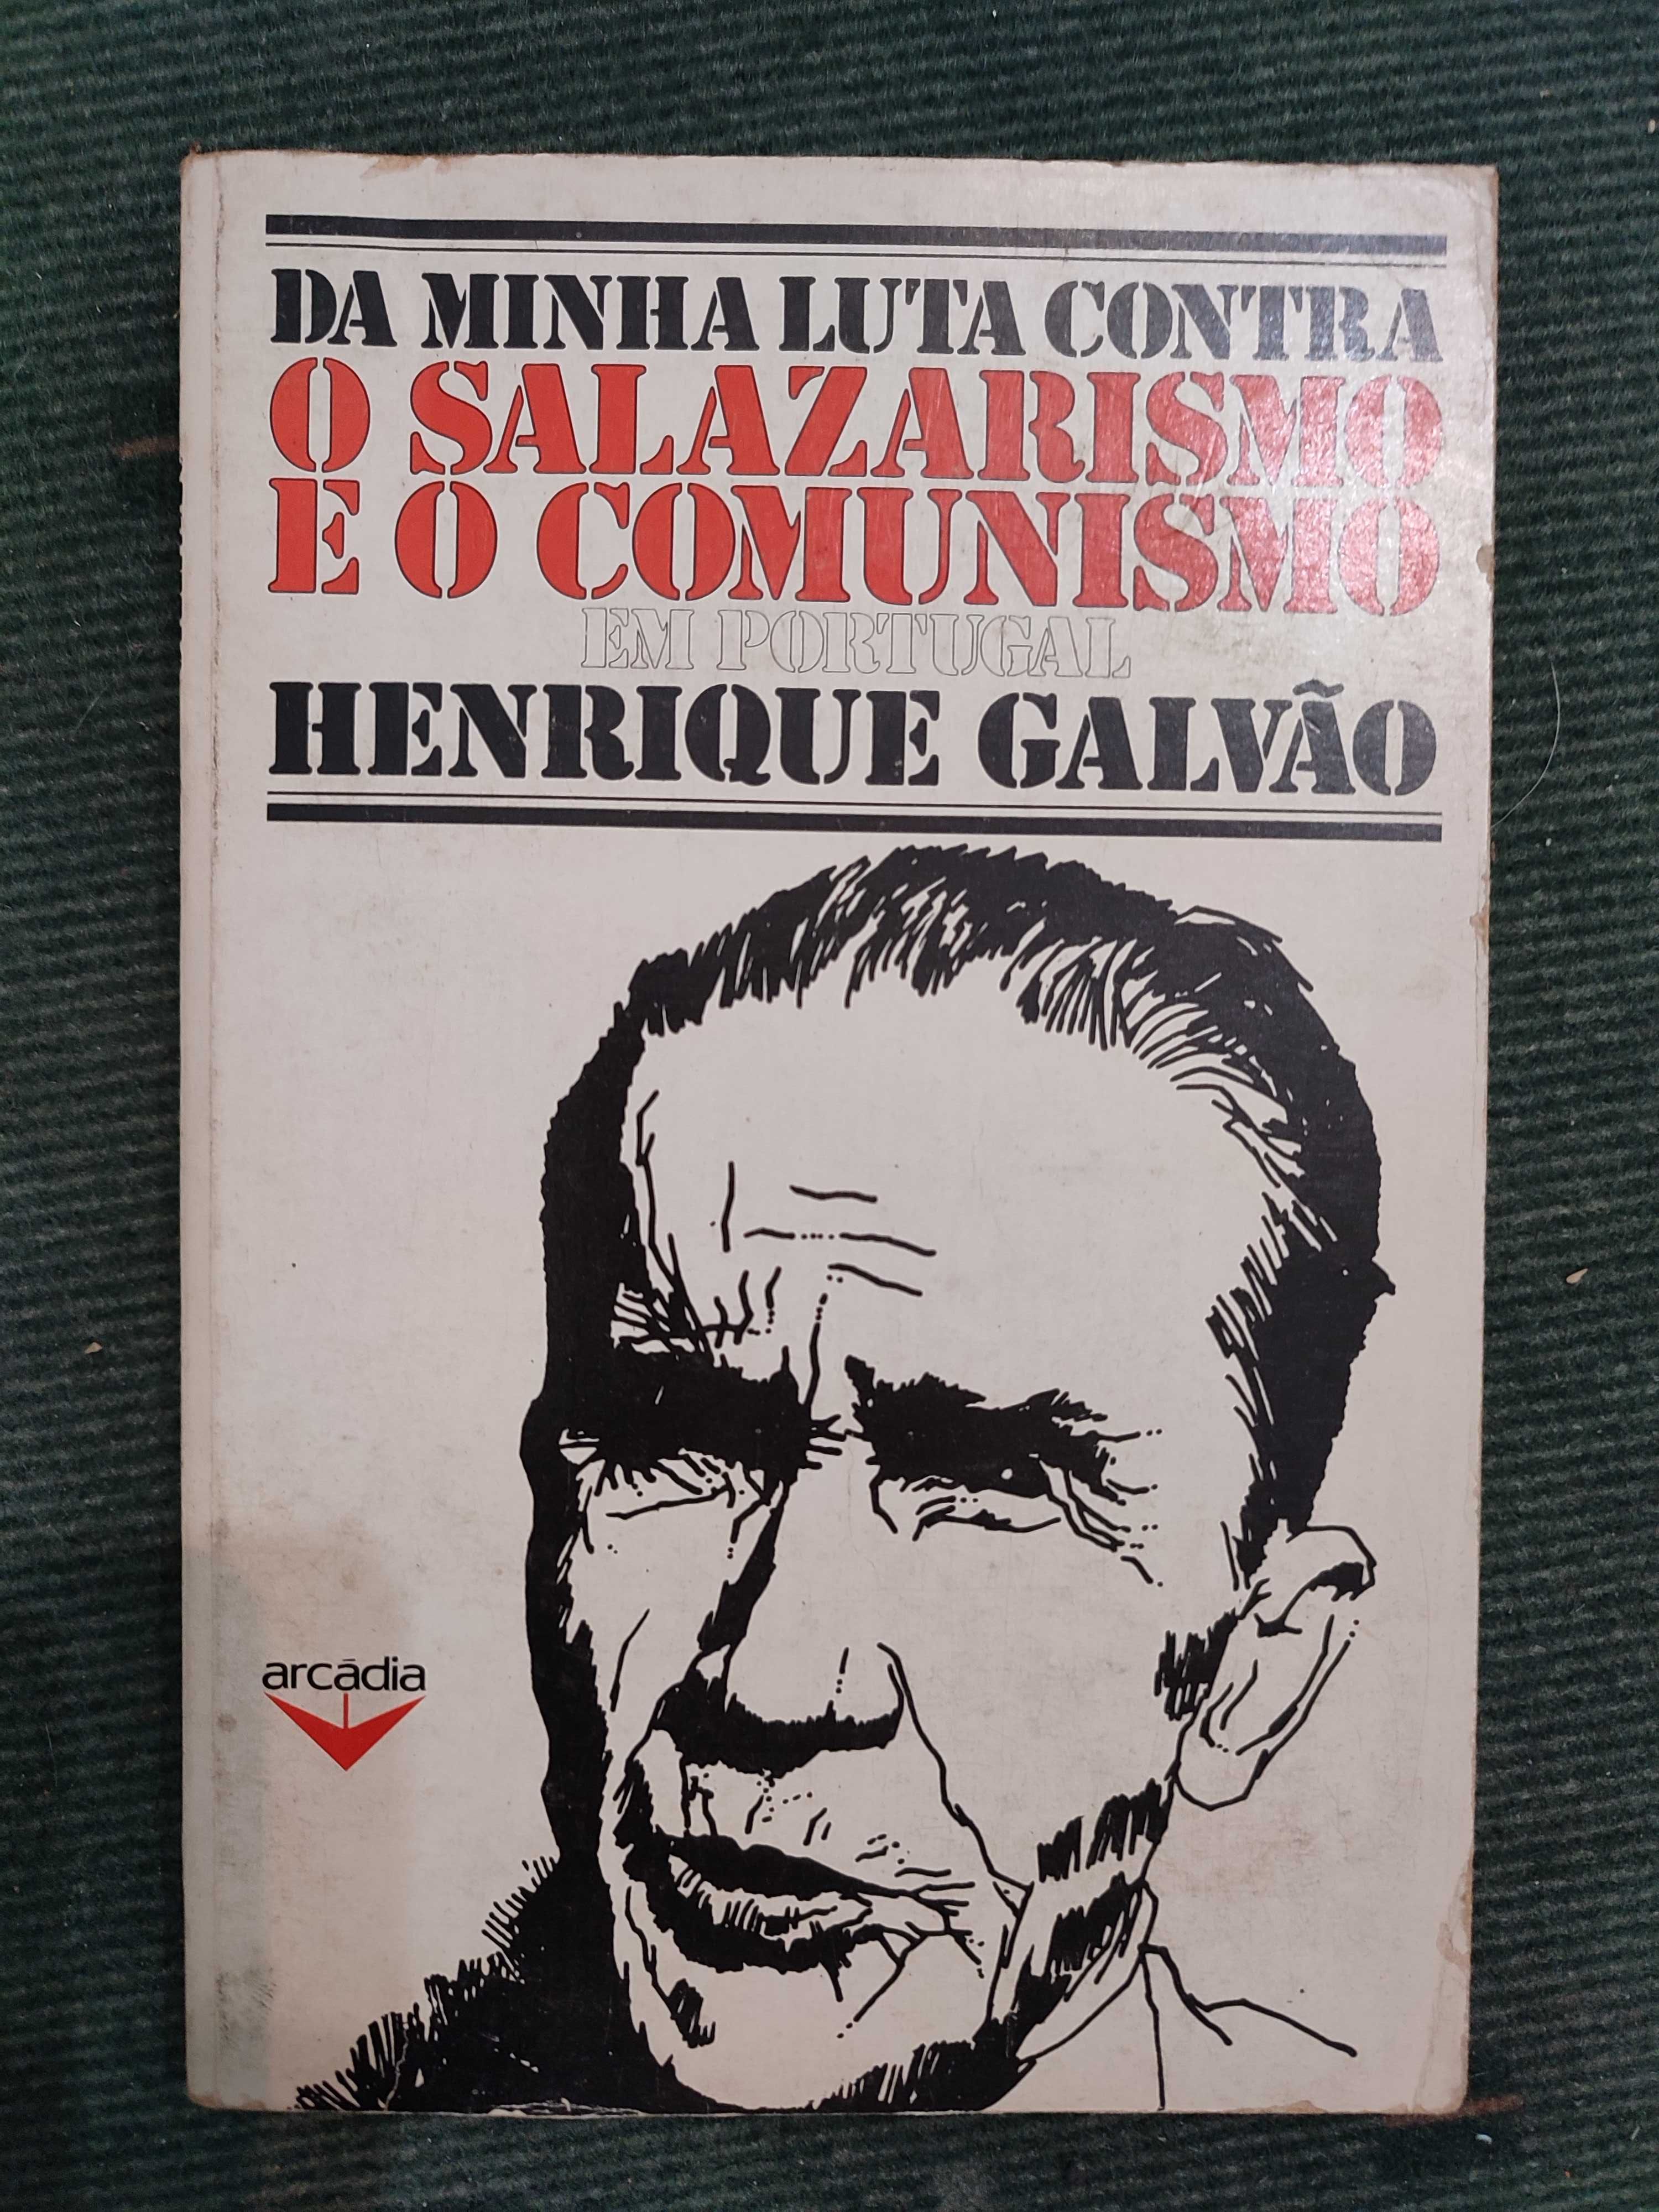 DA MINHA LUTA CONTRA
O SALAZARISMO
E O COMUNISMO
EM PORTUGAL
HENRIQUE GALVÃO
arcádia